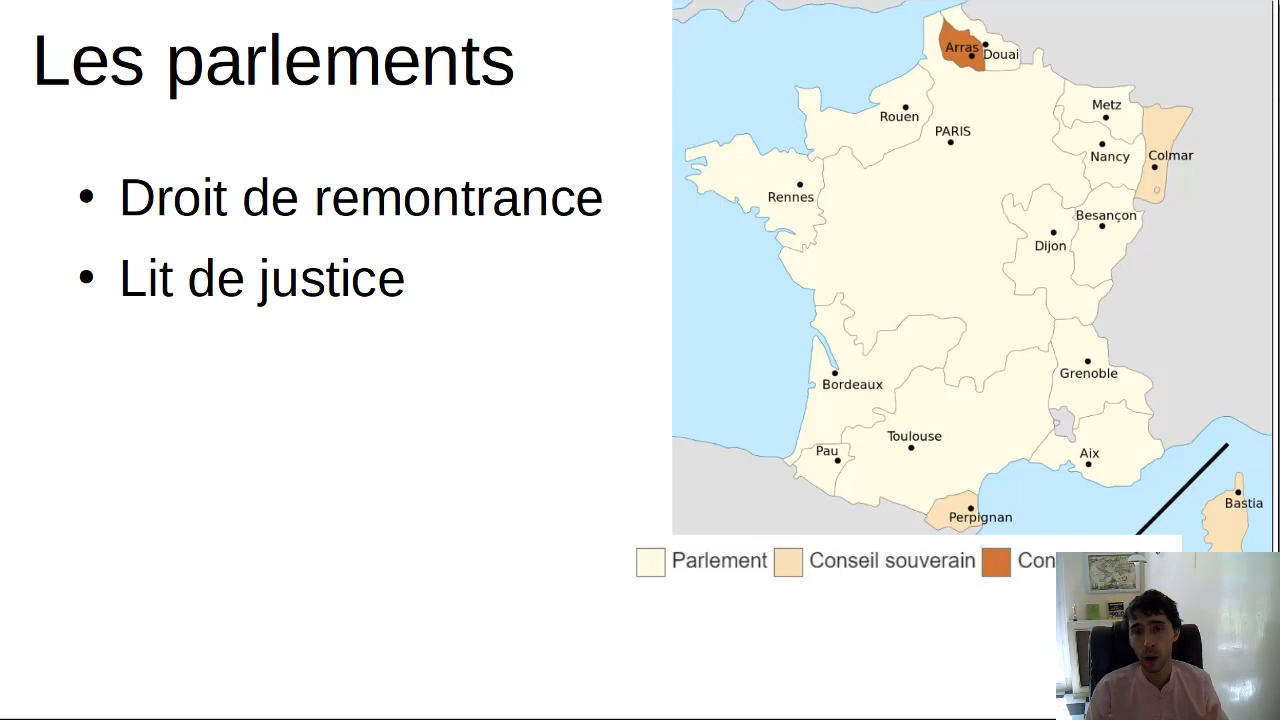 Les parlements
• Droit de remontrance
• Lit de justice
Arras
Douai
Rouen
PARIS
Metz
Nancy
Colmar
Rennes
Besançon
Dijon
Bordeaux
Grenoble
Toulouse
Pau
Aix
Perpignan
Bastia
Parlement
Conseil souverain
Con